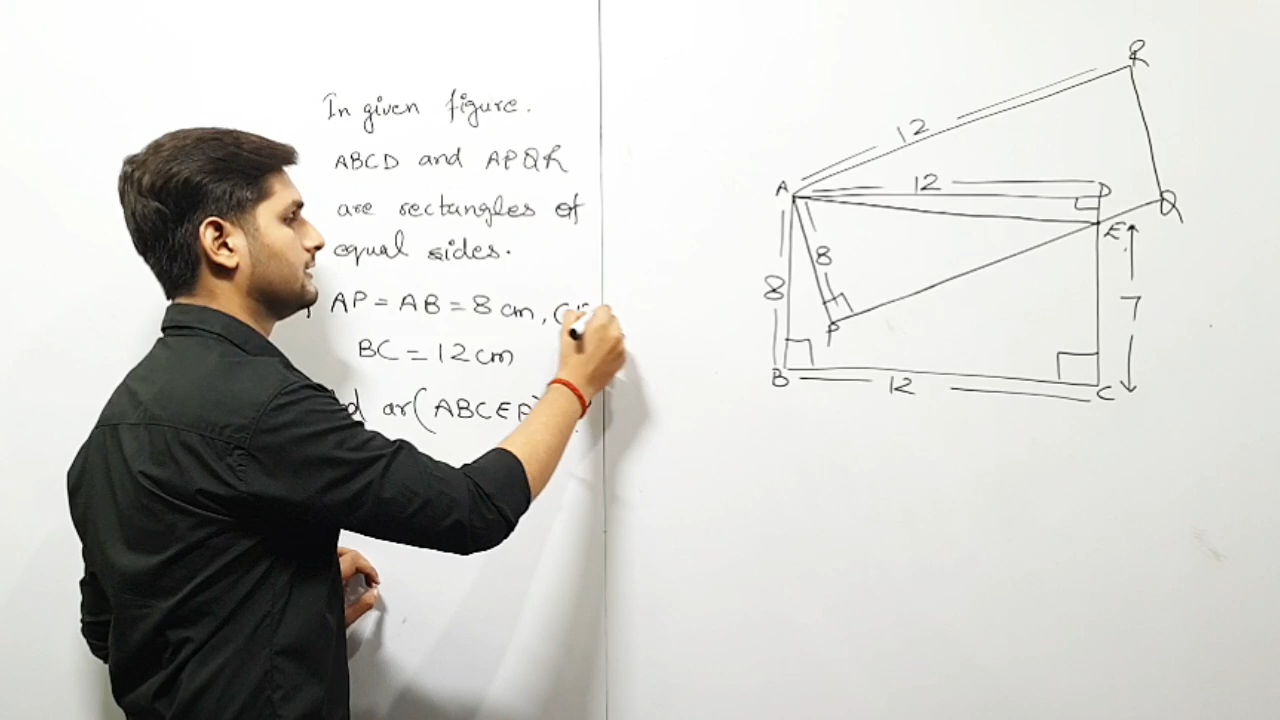 In given figure.
ABCD and APQR
are rectangles of
equal sides.
AP = AB = 8 cm,
BC = 12 cm
ar(ABCEP)
R
12
A
12
D
Q
E
8
8
7
P
B
12
C